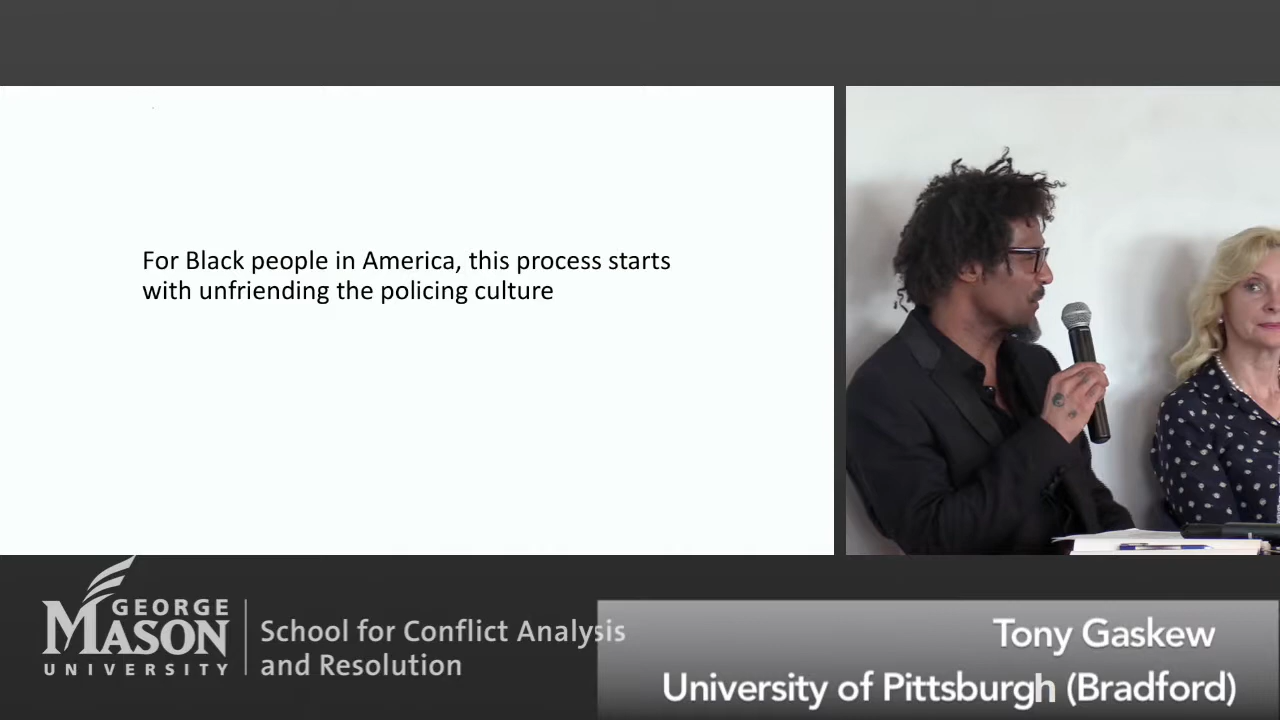 For Black people in America, this process starts
with unfriending the policing culture
GEORGE
MASON
UNIVERSITY
School for Conflict Analysis
and Resolution
Tony Gaskew
University of Pittsburgh (Bradford)